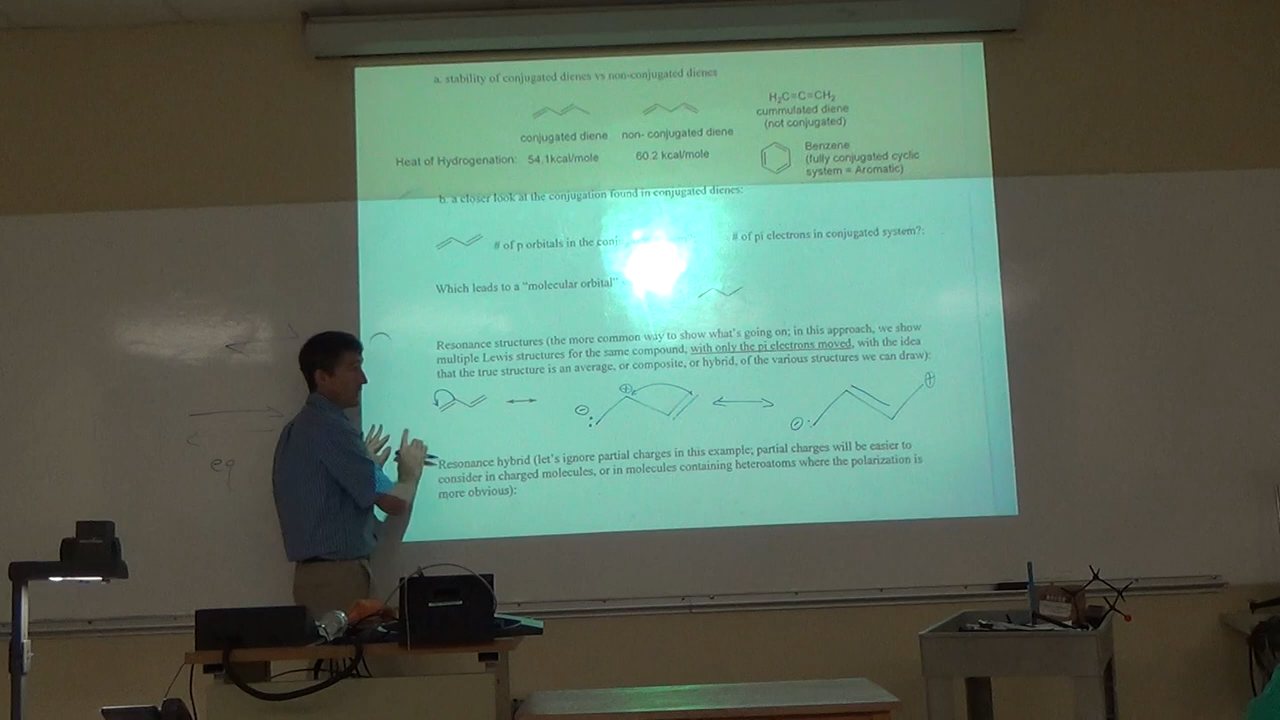 a. stability of conjugated dienes vs non-conjugated dienes
H₂C=C=CH₂
cummulated diene
(not conjugated)
conjugated diene non- conjugated diene
Heat of Hydrogenation: 54.1kcal/mole 60.2 kcal/mole
Benzene
(fully conjugated cyclic
system = Aromatic)
b. a closer look at the conjugation found in conjugated dienes:
# of p orbitals in the conj
# of pi electrons in conjugated system?:
Which leads to a "molecular orbital"
Resonance structures (the more common way to show what's going on; in this approach, we show
multiple Lewis structures for the same compound, with only the pi electrons moved, with the idea
that the true structure is an average, or composite, or hybrid, of the various structures we can draw):
Resonance hybrid (let's ignore partial charges in this example; partial charges will be easier to
consider in charged molecules, or in molecules containing heteroatoms where the polarization is
more obvious):
eq